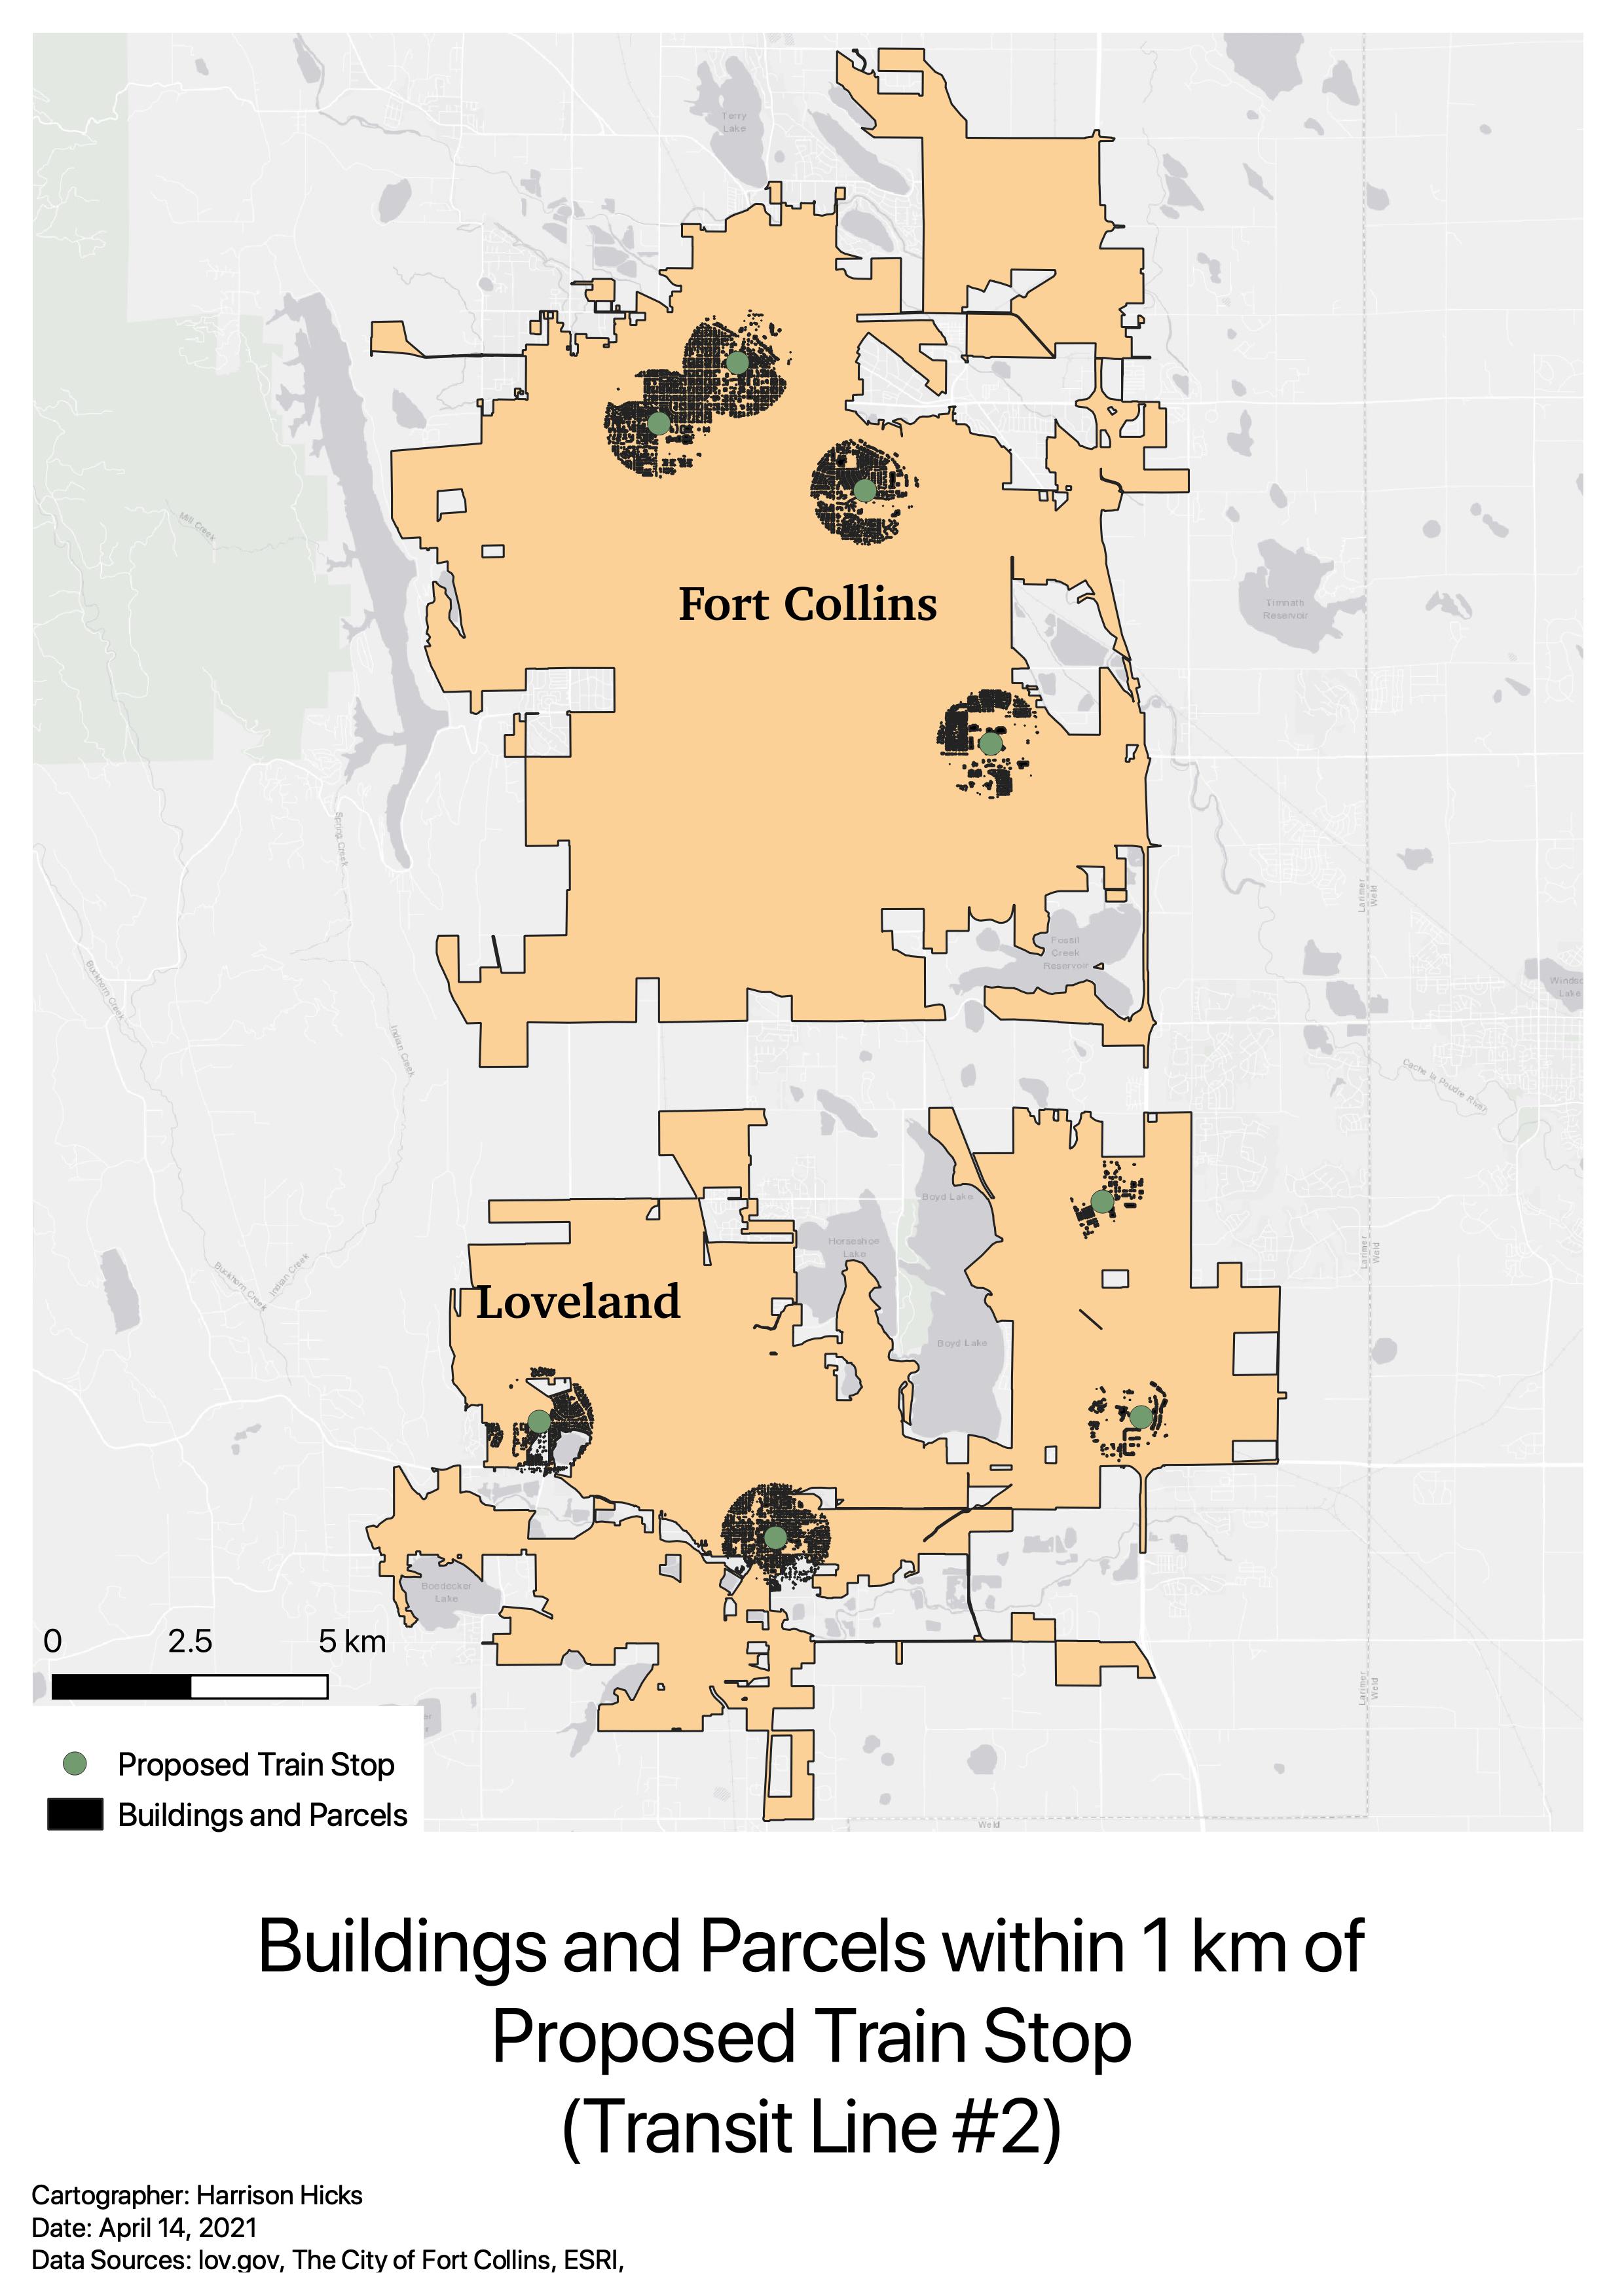 Terry
Lake
Mill Creek
Fort Collins
Timnath
Reservoir
Spring Creek
Larimer
Weld
Fossil
Creek
Reservoir
Windso
Lake
Buckhorn Creek
Indian Creek
Cache la Poudre River
Boyd Lake
Horseshoe
Lake
Larimer
Weld
Buckhorn Creek
Indian Creek
Loveland
Boyd Lake
Boedecker
Lake
0 2.5 5 km
Larimer
Weld
Proposed Train Stop
Buildings and Parcels
Weld
Buildings and Parcels within 1 km of
Proposed Train Stop
(Transit Line #2)
Cartographer: Harrison Hicks
Date: April 14, 2021
Data Sources: lov.gov, The City of Fort Collins, ESRI,